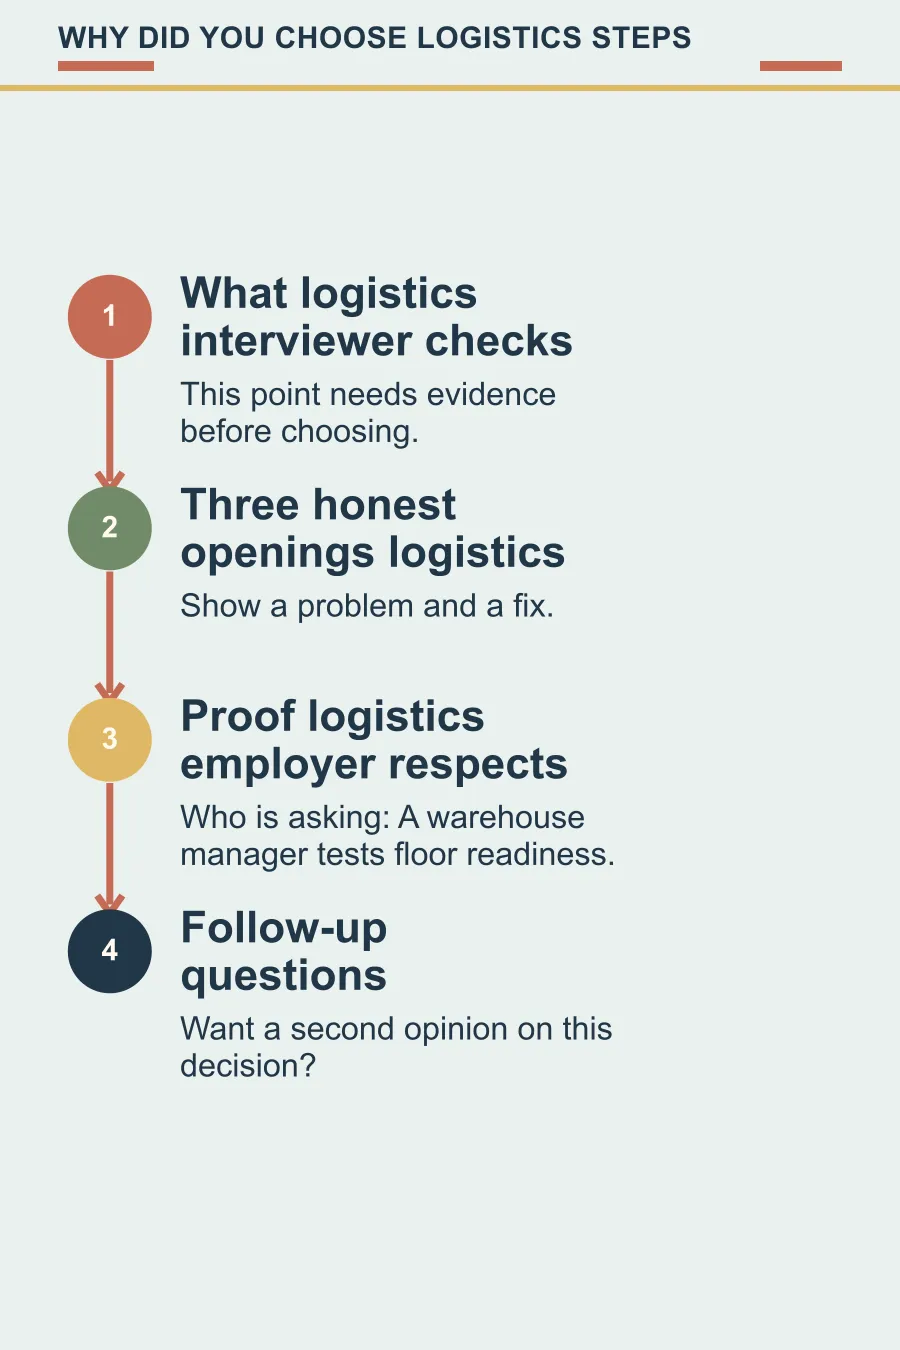 WHY DID YOU CHOOSE LOGISTICS STEPS
1
What logistics
interviewer checks
This point needs evidence
before choosing.
2
Three honest
openings logistics
Show a problem and a fix.
3
Proof logistics
employer respects
Who is asking: A warehouse
manager tests floor readiness.
4
Follow-up
questions
Want a second opinion on this
decision?